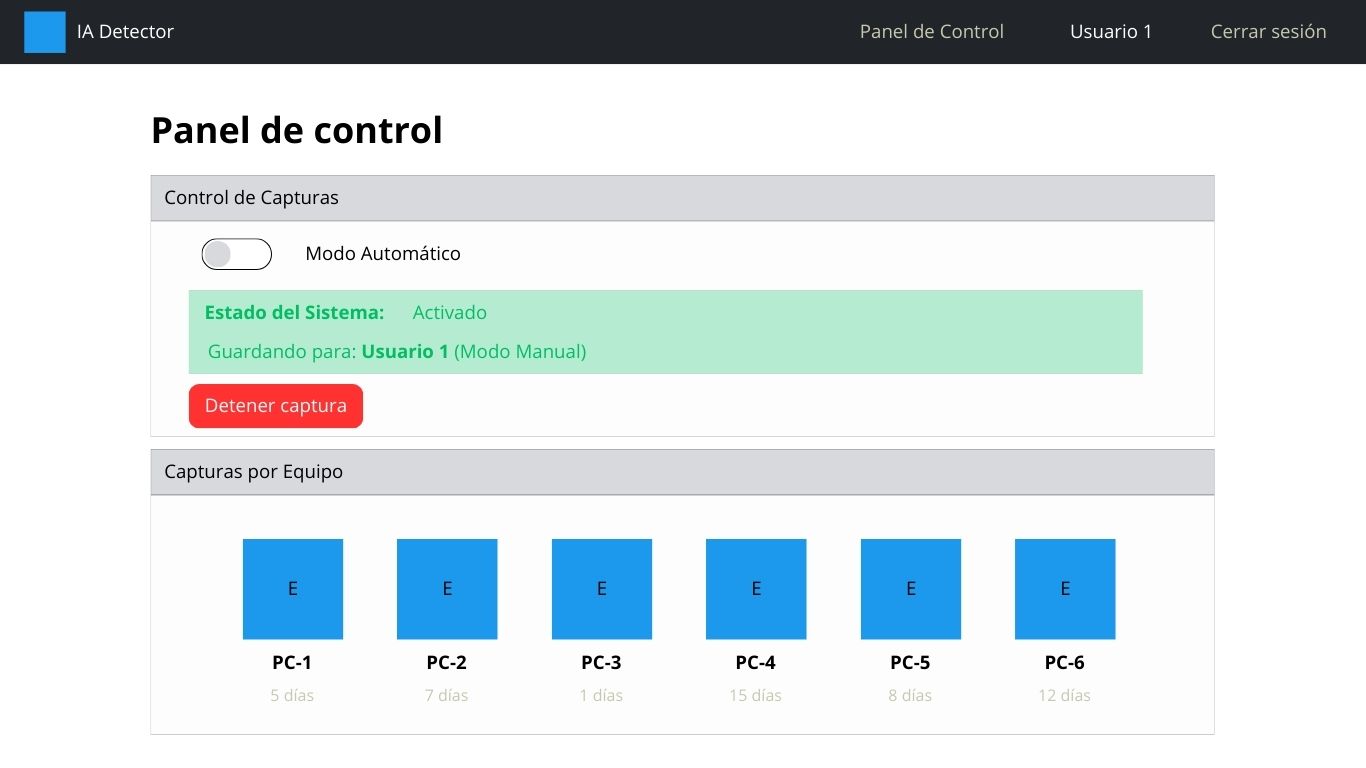 IA Detector Panel de Control Usuario 1 Cerrar sesión
Panel de control
Control de Capturas
Modo Automático
Estado del Sistema: Activado
Guardando para: Usuario 1 (Modo Manual)
Detener captura
Capturas por Equipo
E E E E E E
PC-1 PC-2 PC-3 PC-4 PC-5 PC-6
5 días 7 días 1 días 15 días 8 días 12 días